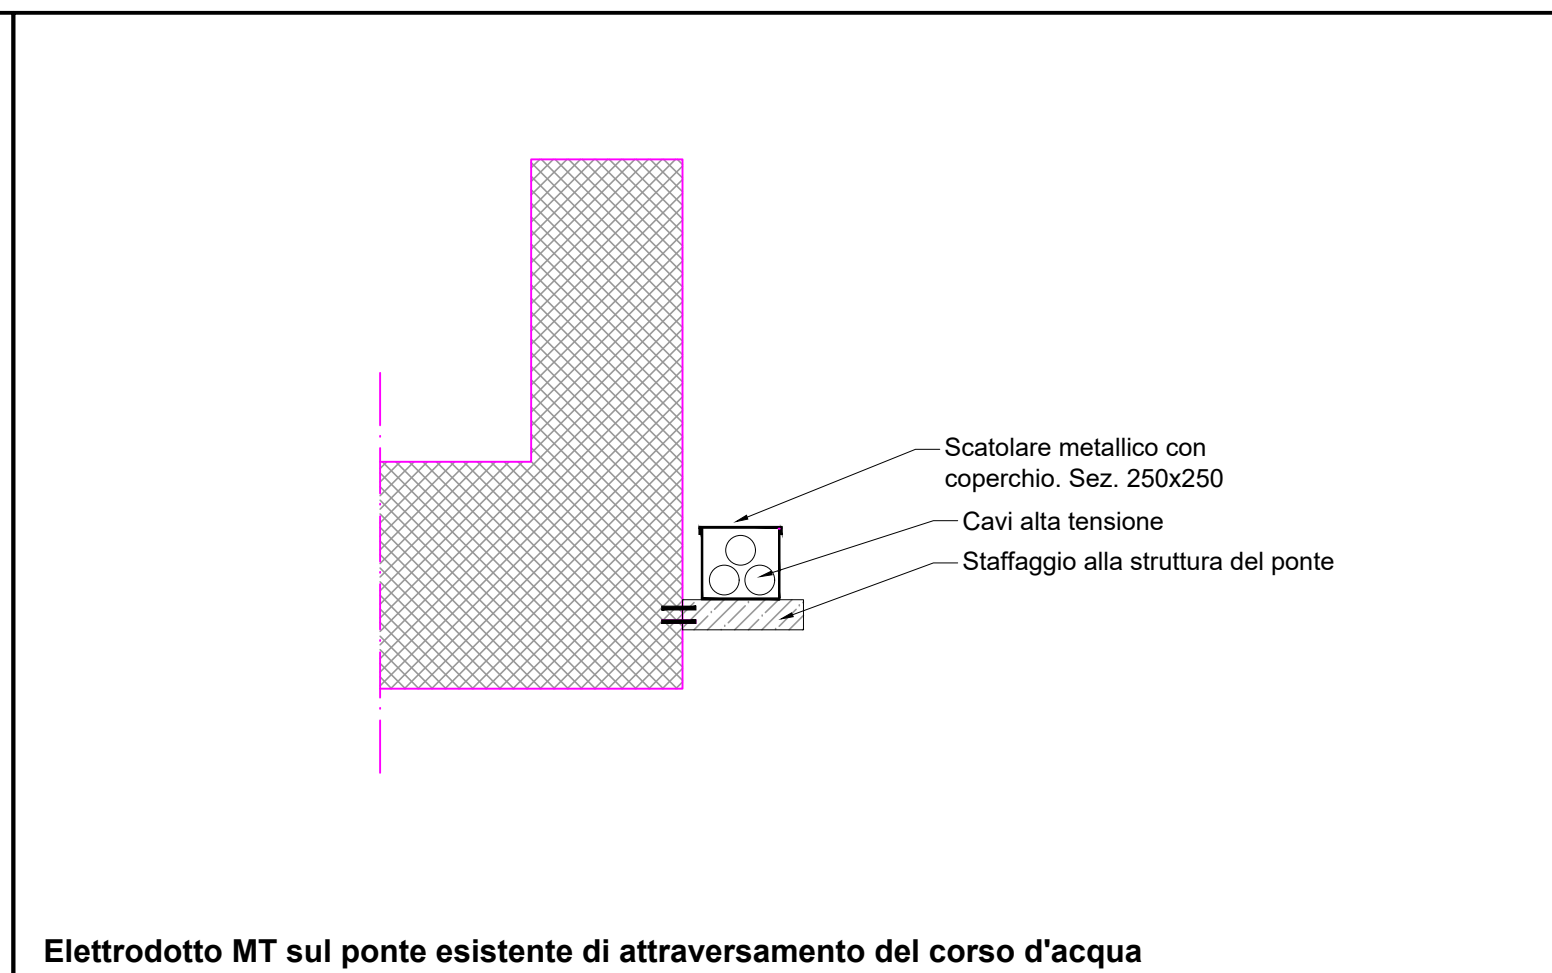 Scatolare metallico con
coperchio. Sez. 250x250
Cavi alta tensione
Staffaggio alla struttura del ponte
Elettrodotto MT sul ponte esistente di attraversamento del corso d'acqua